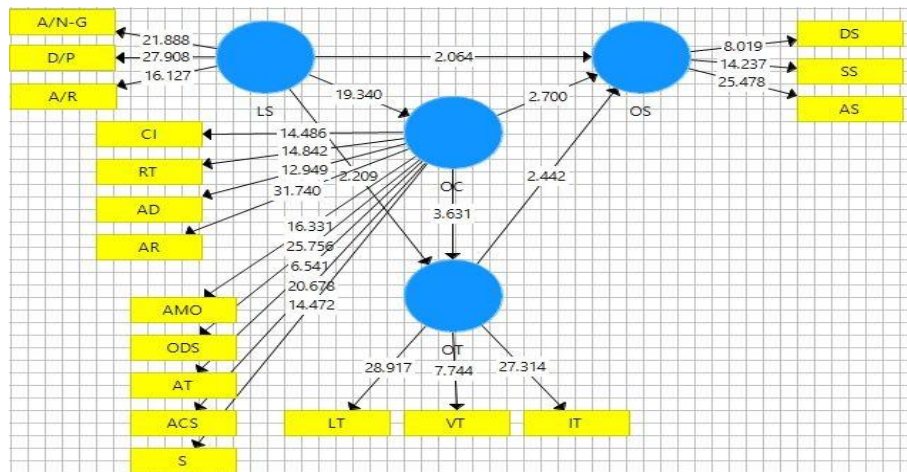 A/N-G
D/P
A/R
21.888
27.908
16.127
LS
2.064
OS
8.019
14.237
25.478
DS
SS
AS
19.340
2.700
CI
RT
AD
AR
14.486
14.842
12.949
31.740
2.209
OC
3.631
2.442
16.331
25.756
6.541
20.678
14.472
AMO
ODS
AT
ACS
S
OT
28.917
7.744
27.314
LT
VT
IT